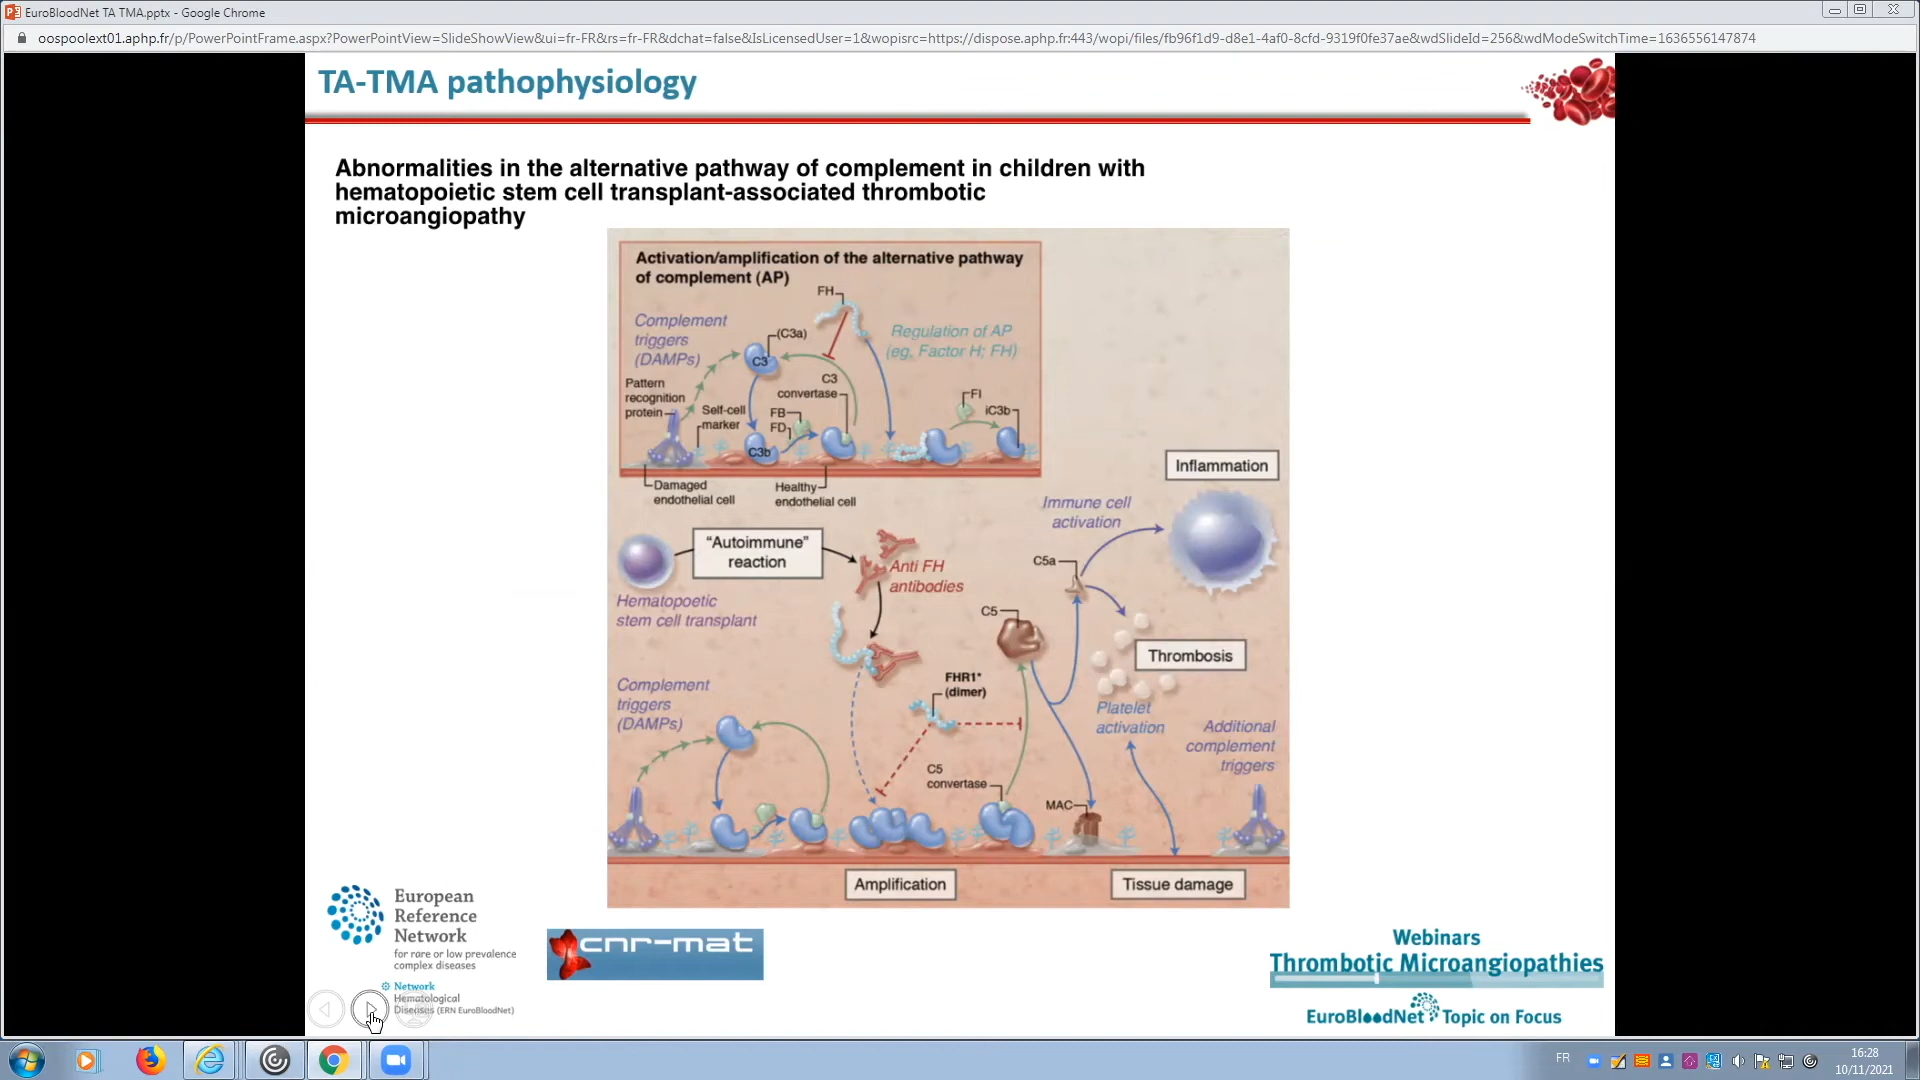 EuroBloodNet TA TMA.pptx - Google Chrome
oospoolext01.aphp.fr/p/PowerPointFrame.aspx?PowerPointView=SlideShowView&ui=fr-FR&rs=fr-FR&dchat=false&IsLicensedUser=1&wopisrc=https://dispose.aphp.fr:443/wopi/files/fb96f1d9-d8e1-4af0-8cfd-9319f0fe37ae&wdSlideId=256&wdModeSwitchTime=1636556147874
TA-TMA pathophysiology
Abnormalities in the alternative pathway of complement in children with
hematopoietic stem cell transplant-associated thrombotic
microangiopathy
Activation/amplification of the alternative pathway
of complement (AP)
FH
Complement
triggers
(DAMPs)
(C3a)
C3
Regulation of AP
(eg, Factor H; FH)
Pattern
recognition
protein
C3
convertase
Self-cell
marker
FB
FD
FI
iC3b
C3b
Damaged
endothelial cell
Healthy
endothelial cell
Inflammation
Immune cell
activation
"Autoimmune"
reaction
Anti FH
antibodies
C5a
Hematopoetic
stem cell transplant
C5
Thrombosis
FHR1*
(dimer)
Complement
triggers
(DAMPs)
Platelet
activation
Additional
complement
triggers
C5
convertase
MAC
Amplification
Tissue damage
European
Reference
Network
for rare or low prevalence
complex diseases
Network
Hematological
Diseases (ERN EuroBloodNet)
cnr-mat
Webinars
Thrombotic Microangiopathies
EuroBloodNet Topic on Focus
FR
16:28
10/11/2021